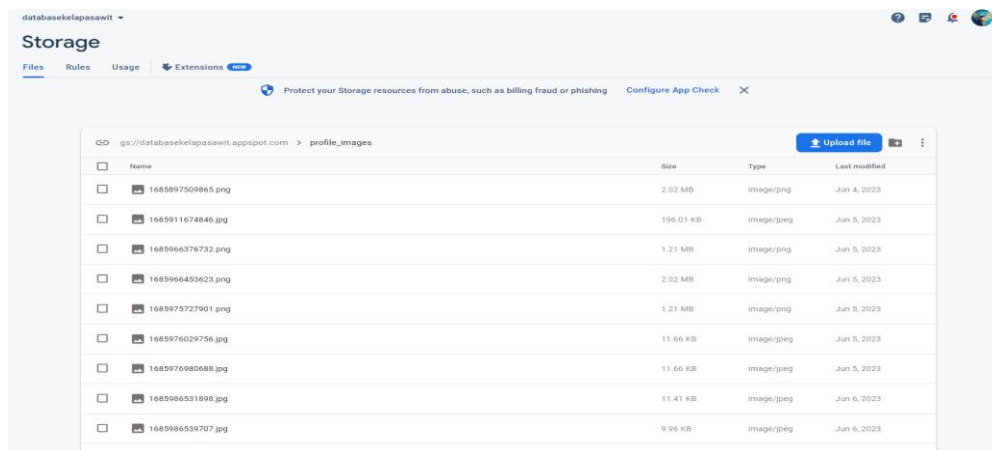 databasekelapasawit
Storage
Files Rules Usage Extensions NEW
Protect your Storage resources from abuse, such as billing fraud or phishing Configure App Check
gs://databasekelapasawit.appspot.com > profile_images Upload file
Name Size Type Last modified
1685897509865.png 2.02 MB image/png Jun 4, 2023
1685911674846.jpg 196.01 KB image/jpeg Jun 5, 2023
1685966376732.png 1.21 MB image/png Jun 5, 2023
1685966453623.png 2.02 MB image/png Jun 5, 2023
1685975727901.png 1.21 MB image/png Jun 5, 2023
1685976029756.jpg 11.66 KB image/jpeg Jun 5, 2023
1685976980688.jpg 11.66 KB image/jpeg Jun 5, 2023
1685986531898.jpg 11.41 KB image/jpeg Jun 6, 2023
1685986539707.jpg 9.96 KB image/jpeg Jun 6, 2023